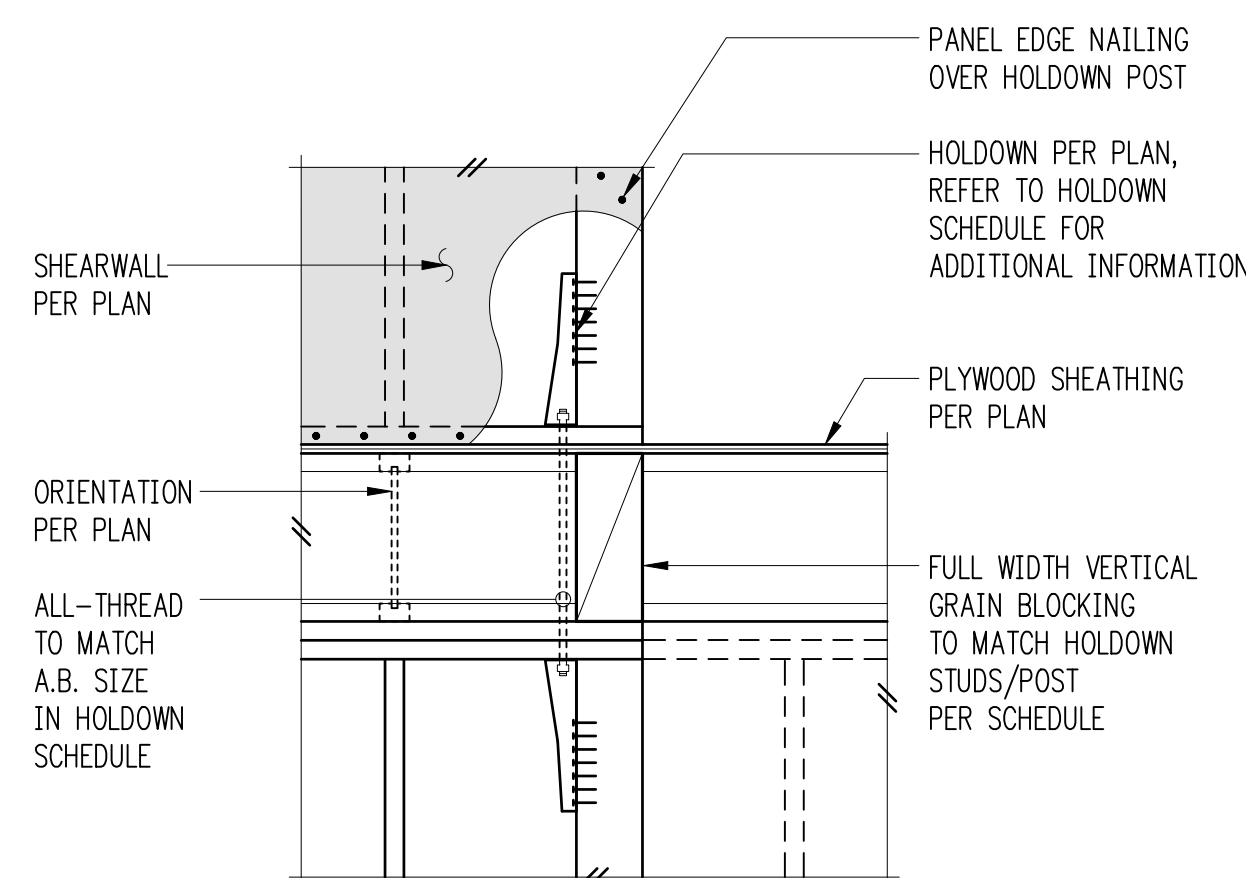 PANEL EDGE NAILING
OVER HOLDOWN POST
HOLDOWN PER PLAN,
REFER TO HOLDOWN
SCHEDULE FOR
ADDITIONAL INFORMATION
SHEARWALL
PER PLAN
PLYWOOD SHEATHING
PER PLAN
ORIENTATION
PER PLAN
FULL WIDTH VERTICAL
GRAIN BLOCKING
TO MATCH HOLDOWN
STUDS/POST
PER SCHEDULE
ALL-THREAD
TO MATCH
A.B. SIZE
IN HOLDOWN
SCHEDULE